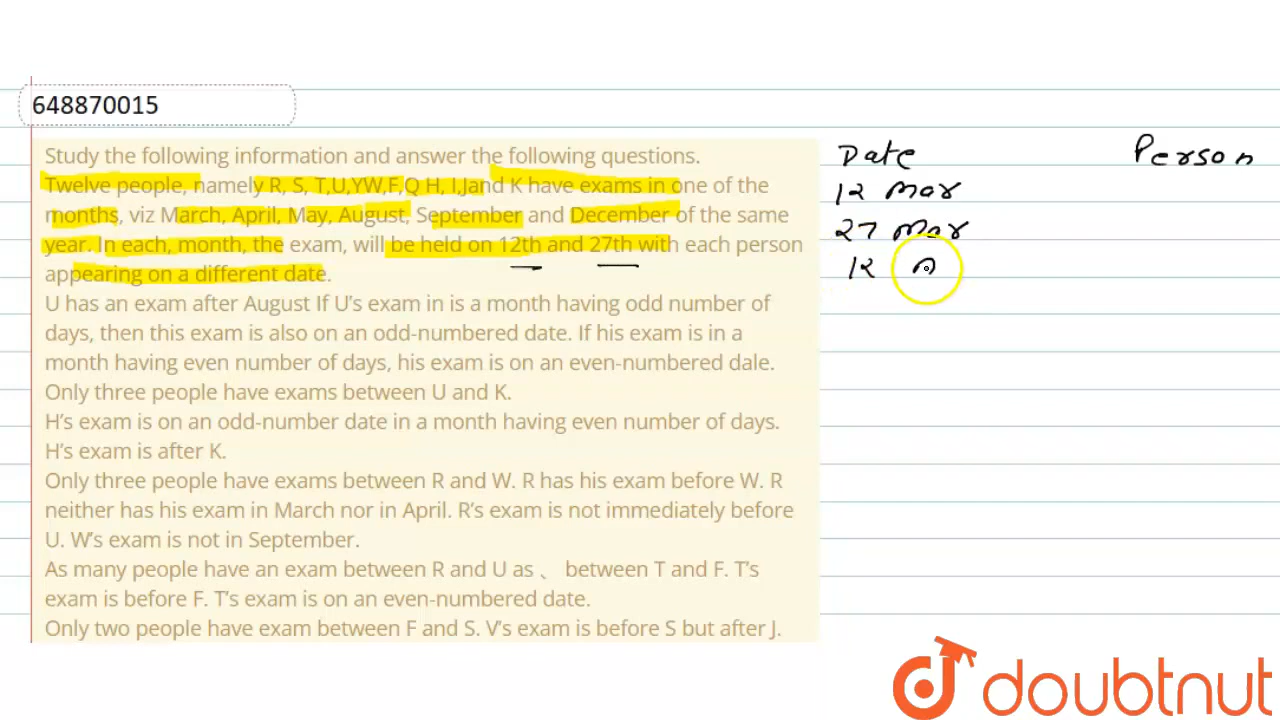 648870015
Study the following information and answer the following questions.
Twelve people, namely R, S, T,U,YW,F,Q H, I,Jand K have exams in one of the
months, viz March, April, May, August, September and December of the same
year. In each, month, the exam, will be held on 12th and 27th with each person
appearing on a different date.
U has an exam after August If U's exam in is a month having odd number of
days, then this exam is also on an odd-numbered date. If his exam is in a
month having even number of days, his exam is on an even-numbered dale.
Only three people have exams between U and K.
H's exam is on an odd-number date in a month having even number of days.
H's exam is after K.
Only three people have exams between R and W. R has his exam before W. R
neither has his exam in March nor in April. R's exam is not immediately before
U. W's exam is not in September.
As many people have an exam between R and U as 、 between T and F. T's
exam is before F. T's exam is on an even-numbered date.
Only two people have exam between F and S. V's exam is before S but after J.
Date Person
12 Mar
27 Mar
12
doubtnut